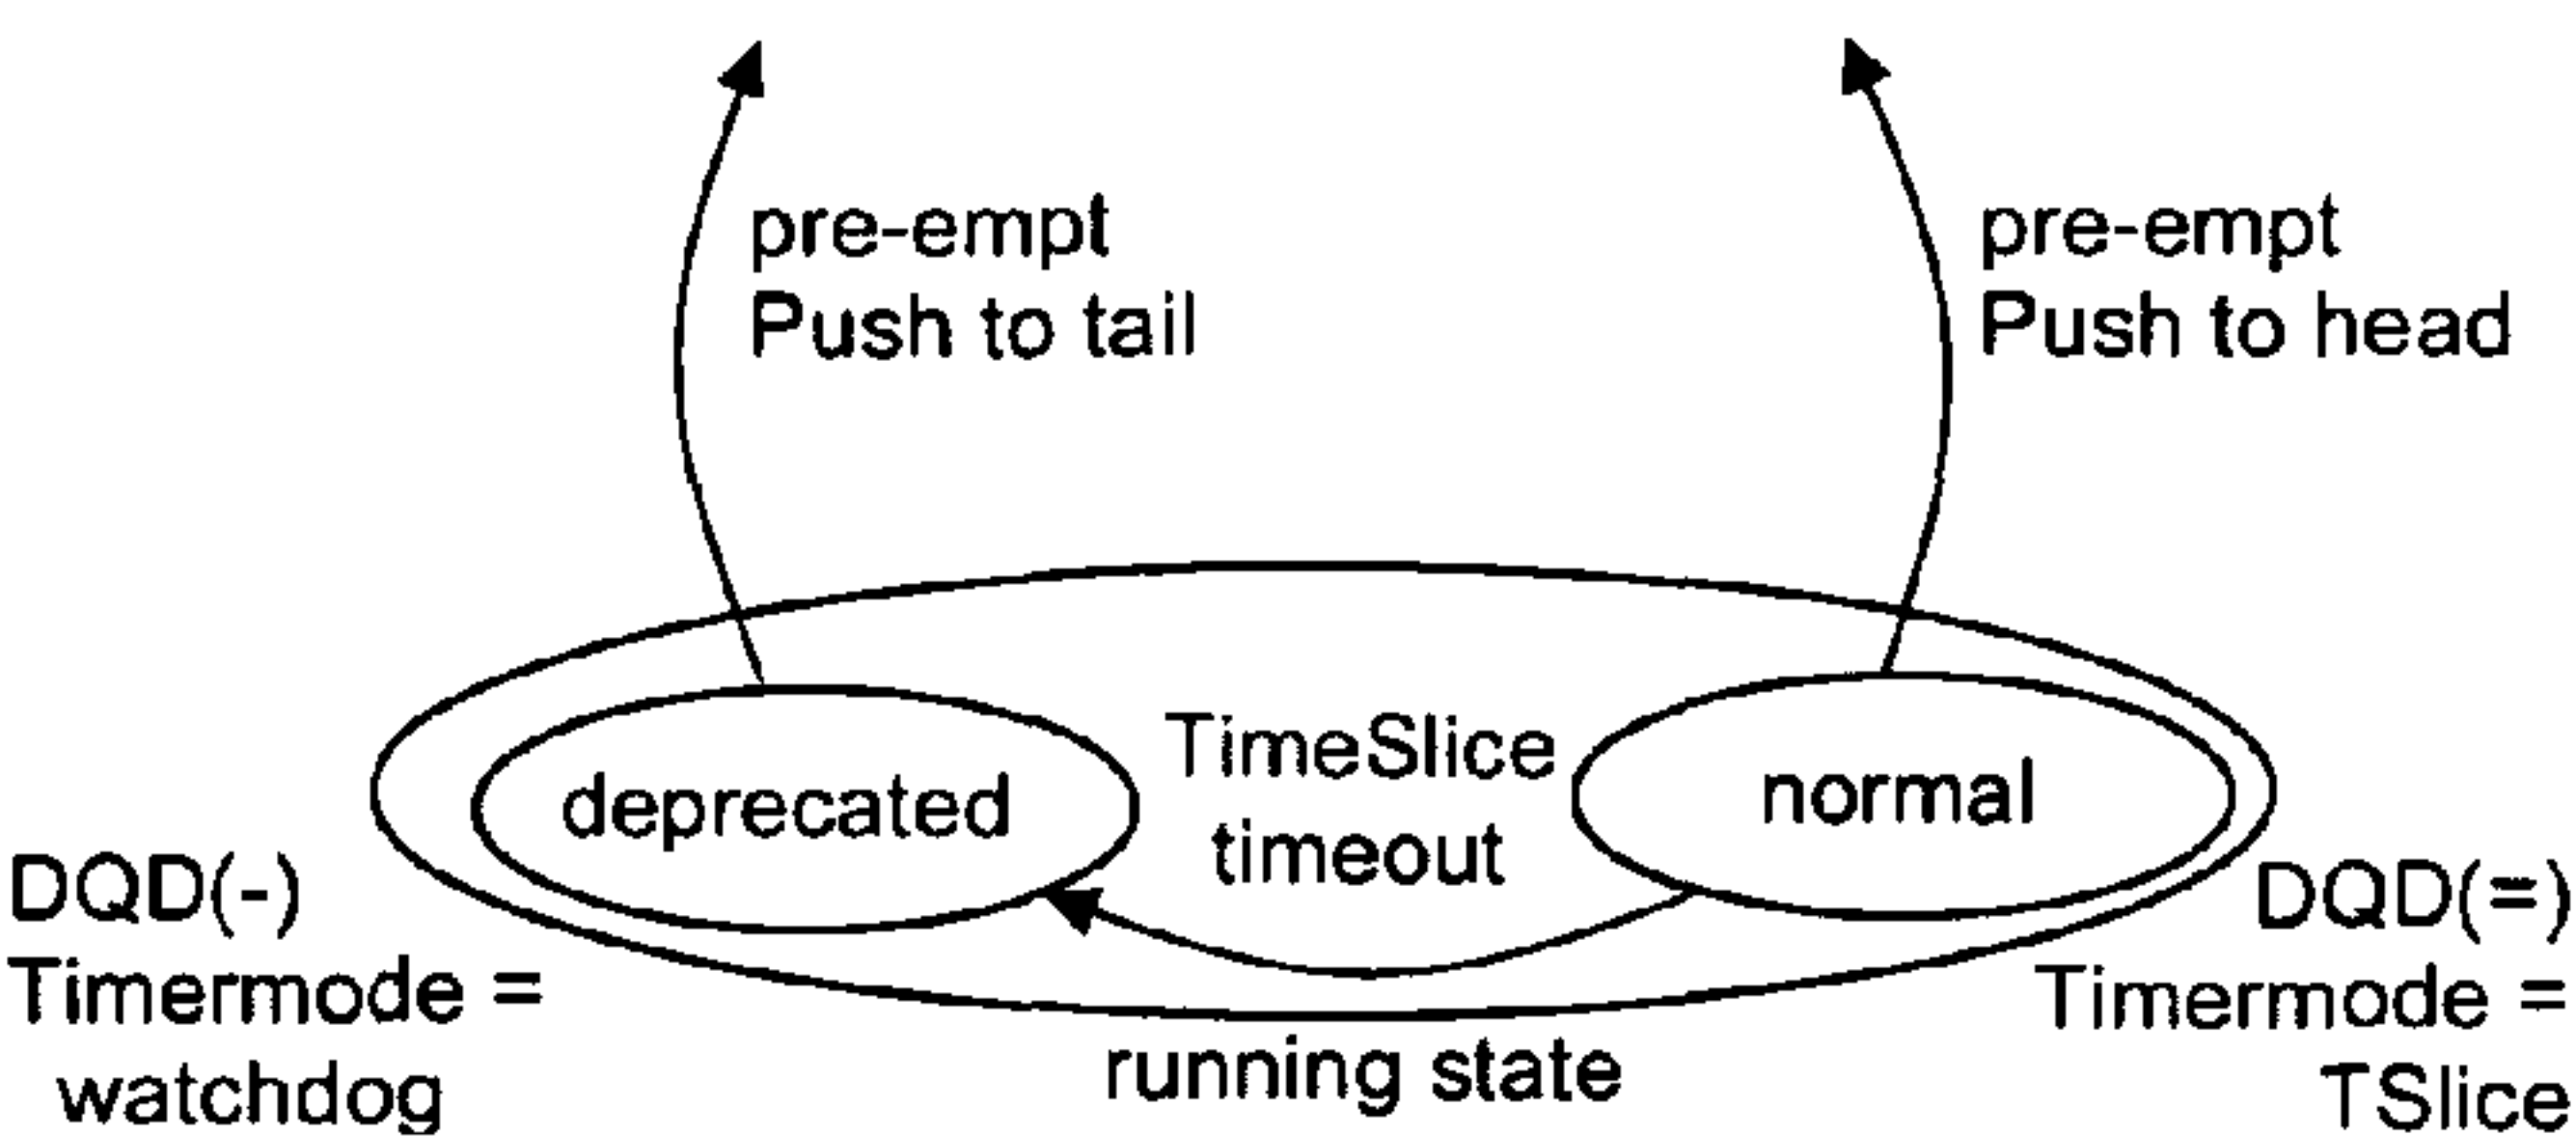 pre-empt
Push to tail
pre-empt
Push to head
TimeSlice
timeout
deprecated
normal
DQD(-)
Timermode =
watchdog
DQD(=)
Timermode =
TSlice
running state